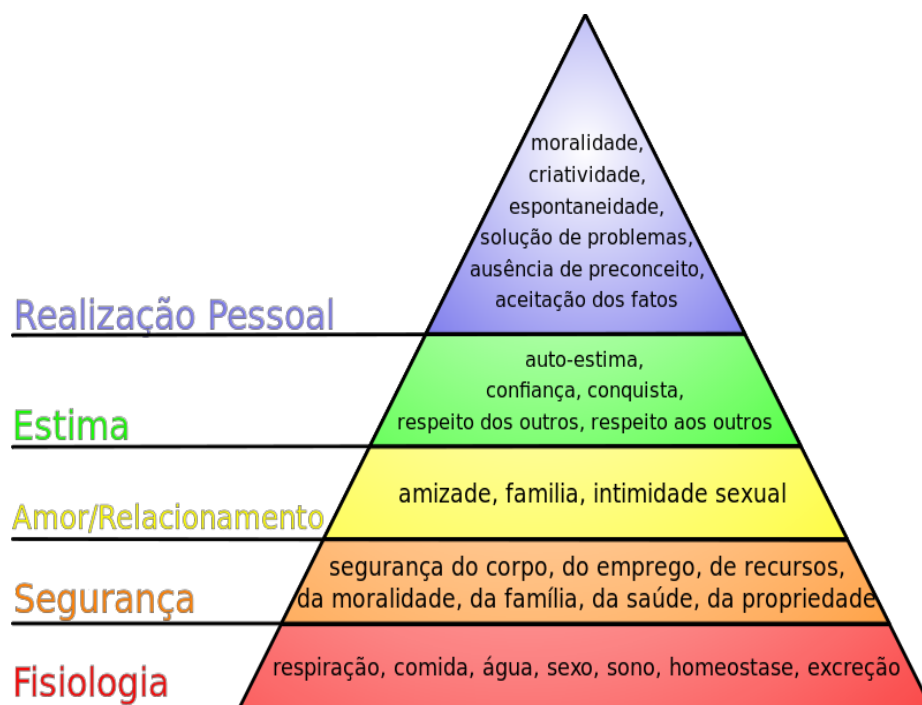 moralidade,
criatividade,
espontaneidade,
solução de problemas,
ausência de preconceito,
aceitação dos fatos
Realização Pessoal
auto-estima,
confiança, conquista,
respeito dos outros, respeito aos outros
Estima
amizade, familia, intimidade sexual
Amor/Relacionamento
segurança do corpo, do emprego, de recursos,
da moralidade, da família, da saúde, da propriedade
Segurança
respiração, comida, água, sexo, sono, homeostase, excreção
Fisiologia